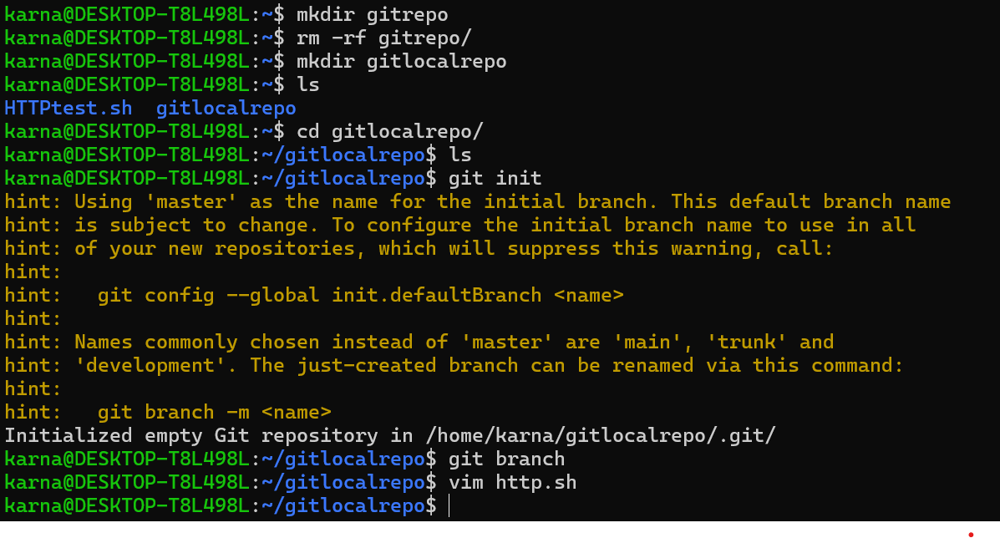 karna@DESKTOP-T8L498L:~$ mkdir gitrepo
karna@DESKTOP-T8L498L:~$ rm -rf gitrepo/
karna@DESKTOP-T8L498L:~$ mkdir gitlocalrepo
karna@DESKTOP-T8L498L:~$ ls
HTTPtest.sh  gitlocalrepo
karna@DESKTOP-T8L498L:~$ cd gitlocalrepo/
karna@DESKTOP-T8L498L:~/gitlocalrepo$ ls
karna@DESKTOP-T8L498L:~/gitlocalrepo$ git init
hint: Using 'master' as the name for the initial branch. This default branch name
hint: is subject to change. To configure the initial branch name to use in all
hint: of your new repositories, which will suppress this warning, call:
hint:
hint:   git config --global init.defaultBranch <name>
hint:
hint: Names commonly chosen instead of 'master' are 'main', 'trunk' and
hint: 'development'. The just-created branch can be renamed via this command:
hint:
hint:   git branch -m <name>
Initialized empty Git repository in /home/karna/gitlocalrepo/.git/
karna@DESKTOP-T8L498L:~/gitlocalrepo$ git branch
karna@DESKTOP-T8L498L:~/gitlocalrepo$ vim http.sh
karna@DESKTOP-T8L498L:~/gitlocalrepo$